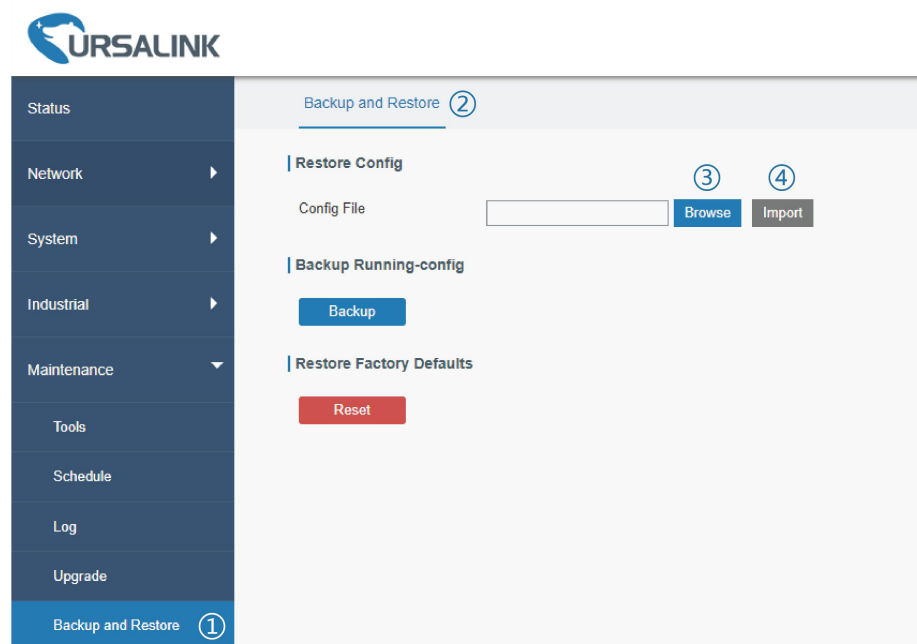 URSALINK
Status
Network
System
Industrial
Maintenance
Tools
Schedule
Log
Upgrade
Backup and Restore ①
Backup and Restore ②
Restore Config
③ ④
Config File Browse Import
Backup Running-config
Backup
Restore Factory Defaults
Reset